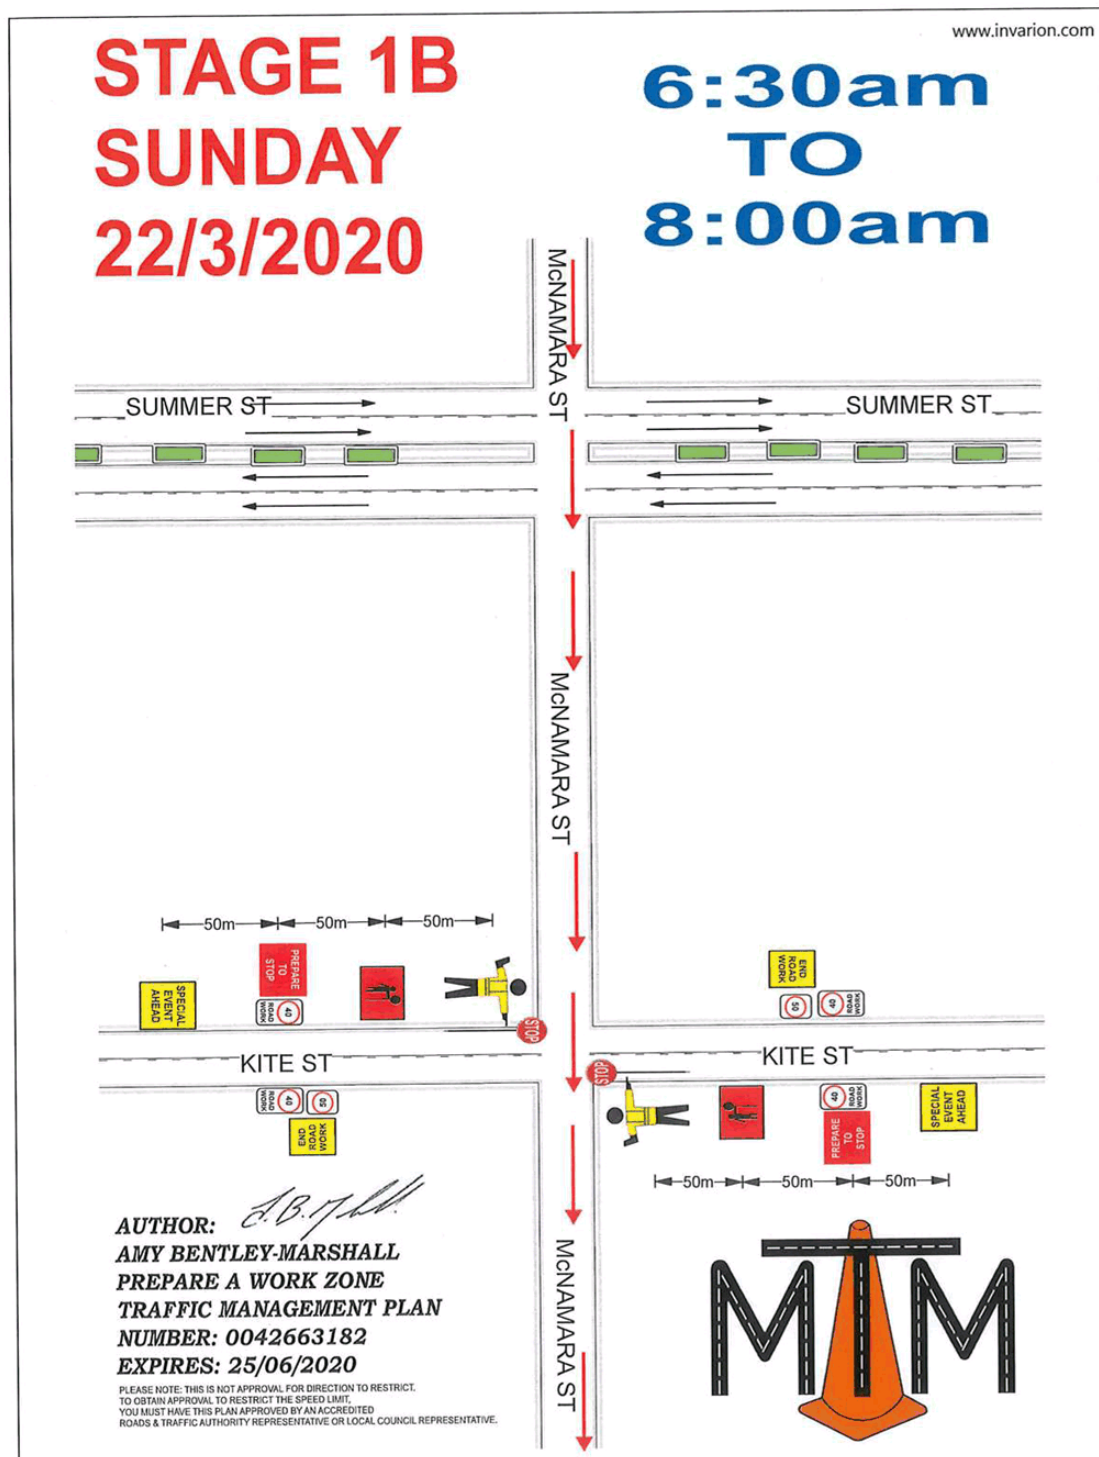 www.invarion.com
STAGE 1B
SUNDAY
22/3/2020
6:30am
TO
8:00am
McNAMARA ST
SUMMER ST
SUMMER ST
McNAMARA ST
50m
50m
50m
SPECIAL
EVENT
AHEAD
PREPARE
TO
STOP
40
ROAD
WORK
STOP
END
ROAD
WORK
50
40
ROAD
WORK
KITE ST
KITE ST
STOP
40
ROAD
WORK
50
END
ROAD
WORK
40
ROAD
WORK
PREPARE
TO
STOP
SPECIAL
EVENT
AHEAD
50m
50m
50m
AUTHOR:
AMY BENTLEY-MARSHALL
PREPARE A WORK ZONE
TRAFFIC MANAGEMENT PLAN
NUMBER: 0042663182
EXPIRES: 25/06/2020
PLEASE NOTE: THIS IS NOT APPROVAL FOR DIRECTION TO RESTRICT.
TO OBTAIN APPROVAL TO RESTRICT THE SPEED LIMIT,
YOU MUST HAVE THIS PLAN APPROVED BY AN ACCREDITED
ROADS & TRAFFIC AUTHORITY REPRESENTATIVE OR LOCAL COUNCIL REPRESENTATIVE.
McNAMARA ST
MTM